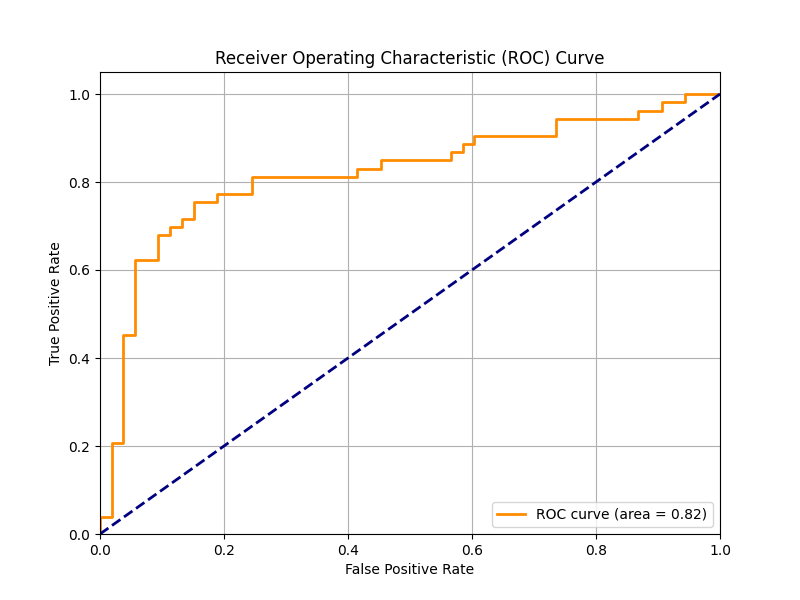 Receiver Operating Characteristic (ROC) Curve
True Positive Rate
1.0
0.8
0.6
0.4
0.2
0.0
0.0 0.2 0.4 0.6 0.8 1.0
False Positive Rate
ROC curve (area = 0.82)